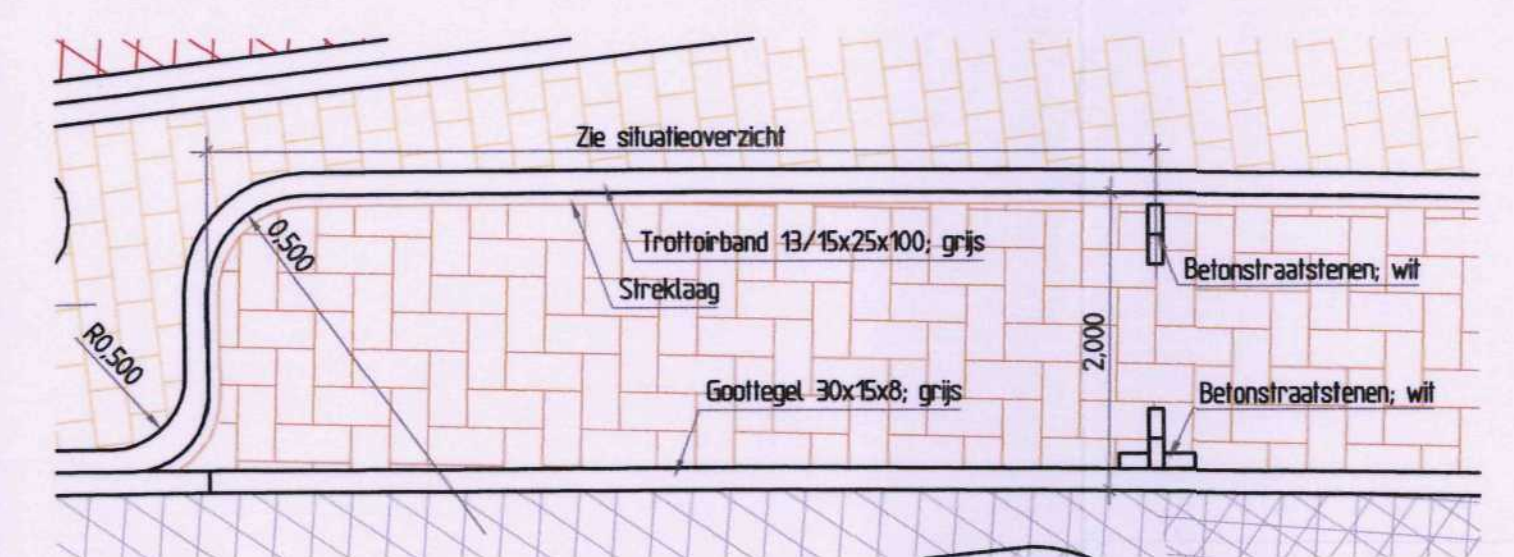 Zie situatieoverzicht
0,500
Trottoirband 13/15x25x100; grijs
Betonstraatstenen; wit
Streklaag
R0,500
2,000
Goottegel 30x15x8; grijs
Betonstraatstenen; wit